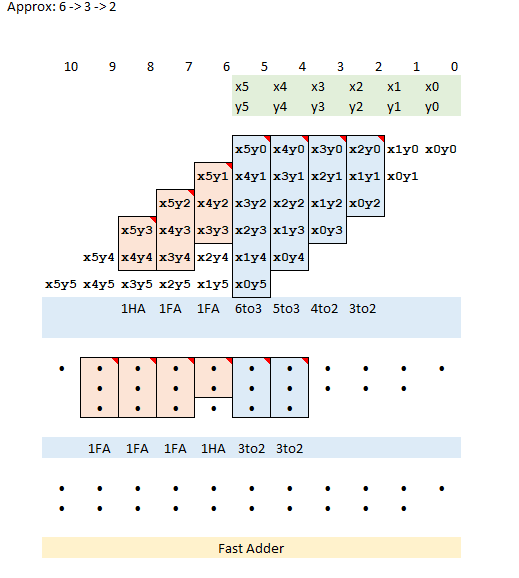 Approx: 6 -> 3 -> 2
10 9 8 7 6 5 4 3 2 1 0
x5 x4 x3 x2 x1 x0
y5 y4 y3 y2 y1 y0
x5y0 x4y0 x3y0 x2y0 x1y0 x0y0
x5y1 x4y1 x3y1 x2y1 x1y1 x0y1
x5y2 x4y2 x3y2 x2y2 x1y2 x0y2
x5y3 x4y3 x3y3 x2y3 x1y3 x0y3
x5y4 x4y4 x3y4 x2y4 x1y4 x0y4
x5y5 x4y5 x3y5 x2y5 x1y5 x0y5
1HA 1FA 1FA 6to3 5to3 4to2 3to2
1FA 1FA 1FA 1HA 3to2 3to2
Fast Adder